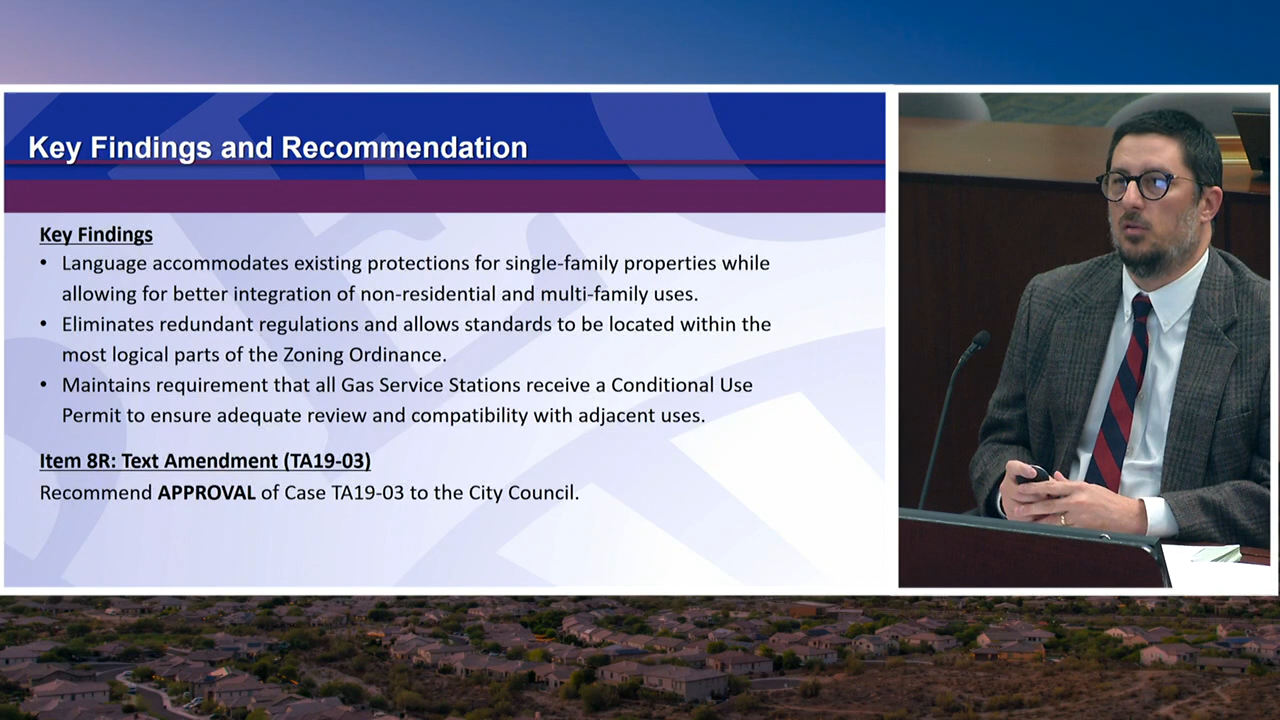 Key Findings and Recommendation
Key Findings
• Language accommodates existing protections for single-family properties while
allowing for better integration of non-residential and multi-family uses.
• Eliminates redundant regulations and allows standards to be located within the
most logical parts of the Zoning Ordinance.
• Maintains requirement that all Gas Service Stations receive a Conditional Use
Permit to ensure adequate review and compatibility with adjacent uses.
Item 8R: Text Amendment (TA19-03)
Recommend APPROVAL of Case TA19-03 to the City Council.